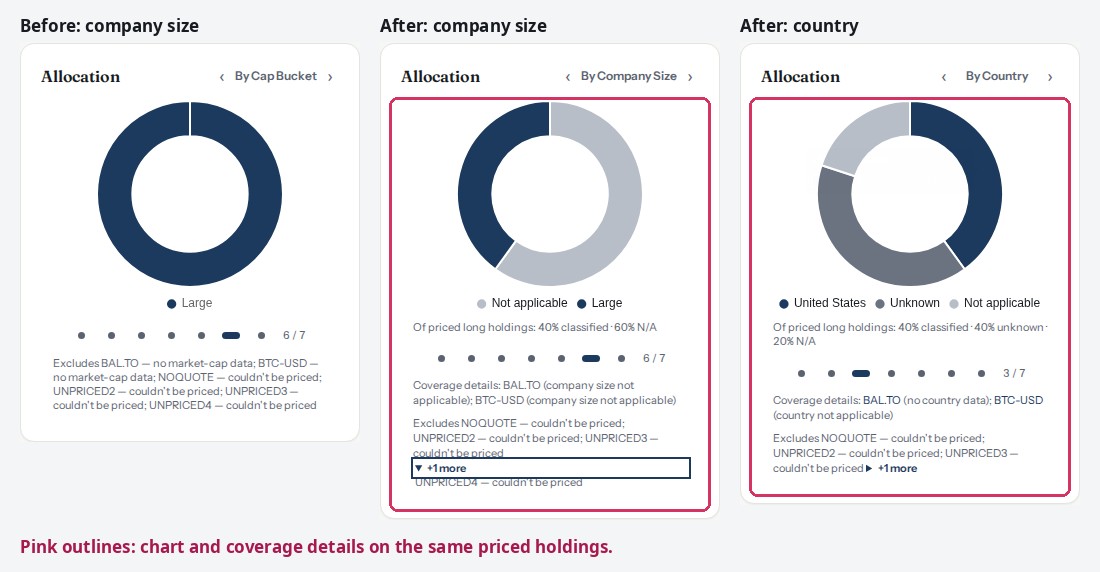 Before: company size
Allocation
‹ By Cap Bucket ›
Large
6 / 7
Excludes BAL.TO — no market-cap data; BTC-USD —
no market-cap data; NOQUOTE — couldn't be priced;
UNPRICED2 — couldn't be priced; UNPRICED3 —
couldn't be priced; UNPRICED4 — couldn't be priced
After: company size
Allocation
‹ By Company Size ›
Not applicable
Large
Of priced long holdings: 40% classified · 60% N/A
6 / 7
Coverage details: BAL.TO (company size not
applicable); BTC-USD (company size not applicable)
Excludes NOQUOTE — couldn't be priced;
UNPRICED2 — couldn't be priced; UNPRICED3 —
couldn't be priced
▼ +1 more
UNPRICED4 — couldn't be priced
After: country
Allocation
‹ By Country ›
United States
Unknown
Not applicable
Of priced long holdings: 40% classified · 40% unknown ·
20% N/A
3 / 7
Coverage details: BAL.TO (no country data); BTC-USD
(country not applicable)
Excludes NOQUOTE — couldn't be priced;
UNPRICED2 — couldn't be priced; UNPRICED3 —
couldn't be priced ▶ +1 more
Pink outlines: chart and coverage details on the same priced holdings.